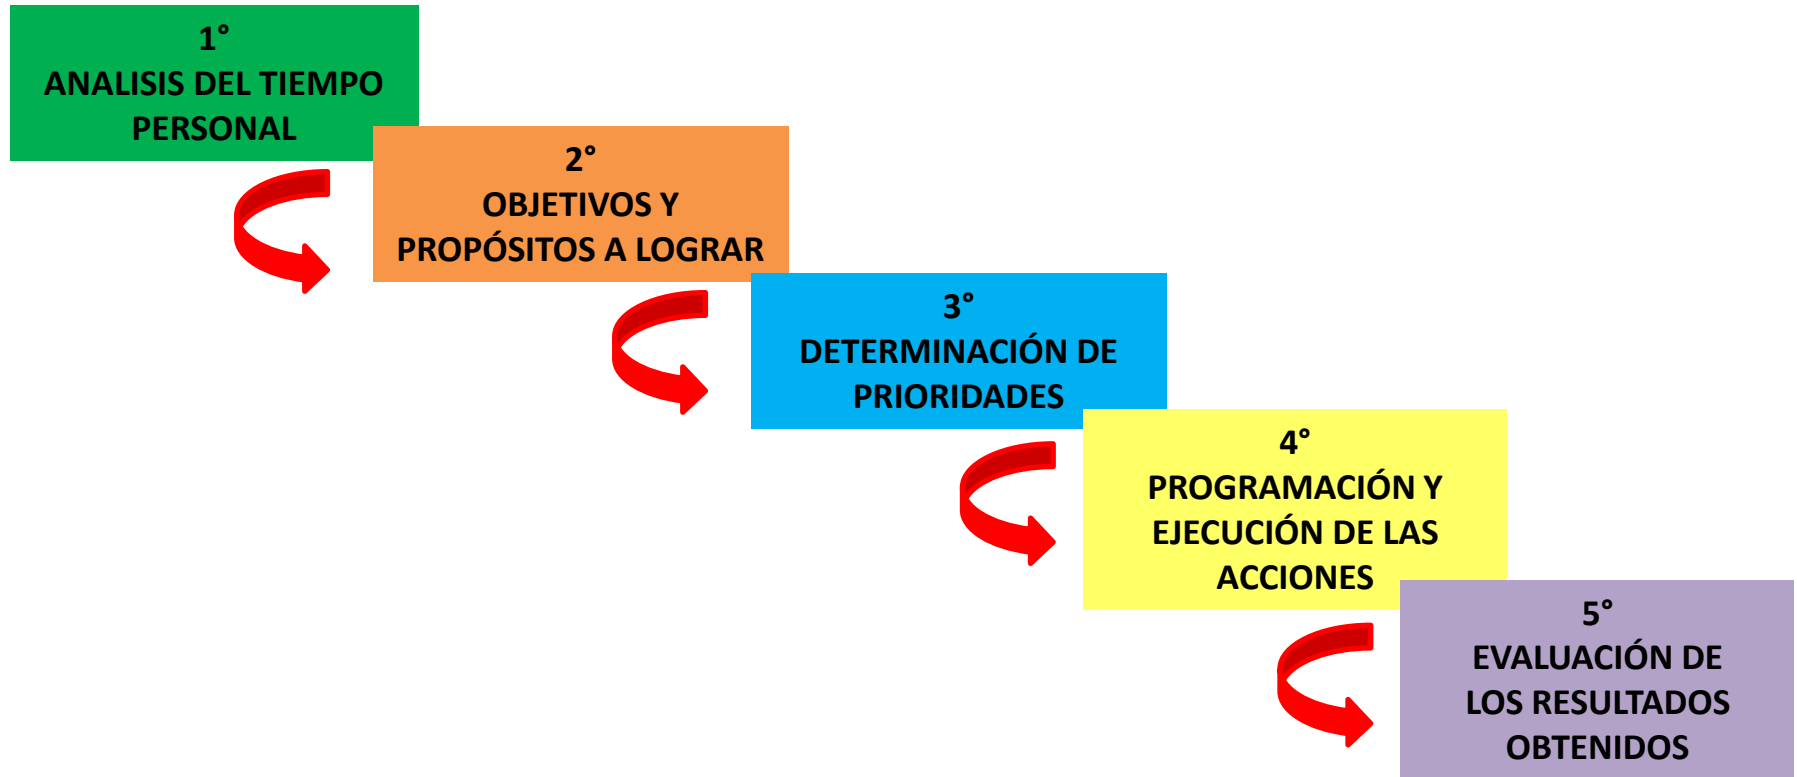 1°
ANALISIS DEL TIEMPO
PERSONAL
2°
OBJETIVOS Y
PROPÓSITOS A LOGRAR
3°
DETERMINACIÓN DE
PRIORIDADES
4°
PROGRAMACIÓN Y
EJECUCIÓN DE LAS
ACCIONES
5°
EVALUACIÓN DE
LOS RESULTADOS
OBTENIDOS